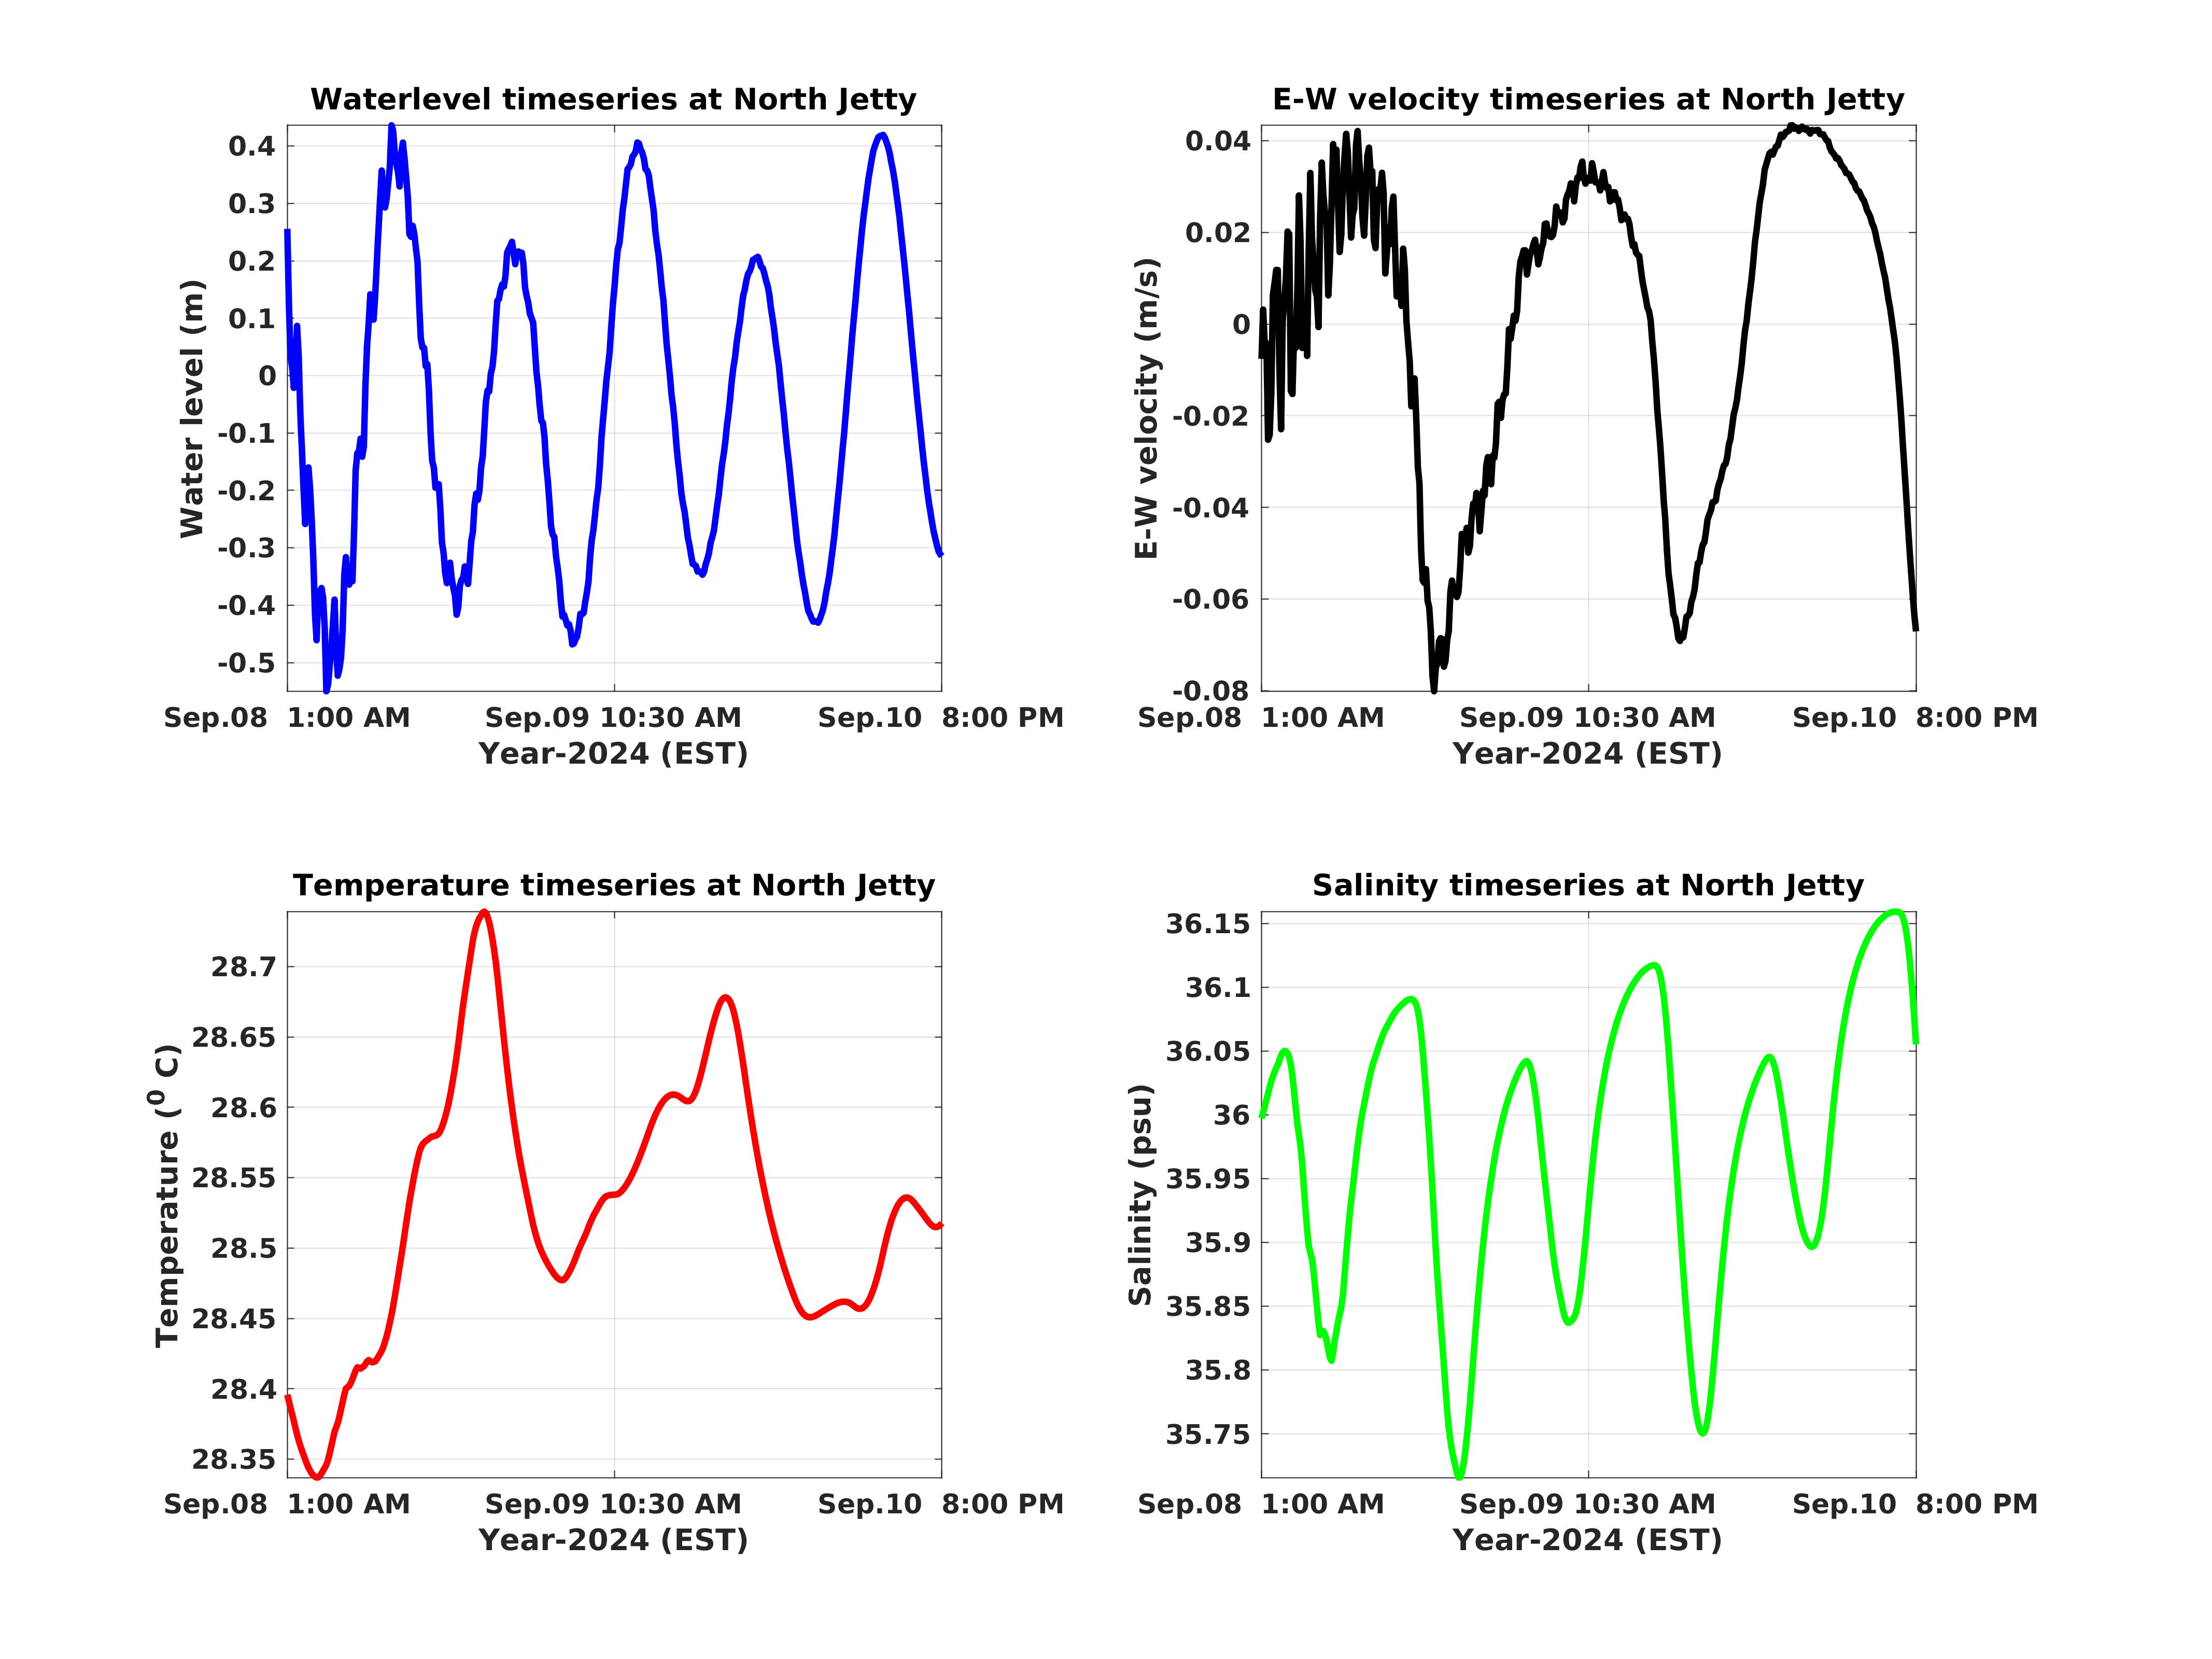 Waterlevel timeseries at North Jetty
0.4
0.3
0.2
0.1
0
-0.1
-0.2
-0.3
-0.4
-0.5
Water level (m)
Sep.08 1:00 AM Sep.09 10:30 AM Sep.10 8:00 PM
Year-2024 (EST)
E-W velocity timeseries at North Jetty
0.04
0.02
0
-0.02
-0.04
-0.06
-0.08
E-W velocity (m/s)
Sep.08 1:00 AM Sep.09 10:30 AM Sep.10 8:00 PM
Year-2024 (EST)
Temperature timeseries at North Jetty
28.7
28.65
28.6
28.55
28.5
28.45
28.4
28.35
Temperature (⁰ C)
Sep.08 1:00 AM Sep.09 10:30 AM Sep.10 8:00 PM
Year-2024 (EST)
Salinity timeseries at North Jetty
36.15
36.1
36.05
36
35.95
35.9
35.85
35.8
35.75
Salinity (psu)
Sep.08 1:00 AM Sep.09 10:30 AM Sep.10 8:00 PM
Year-2024 (EST)